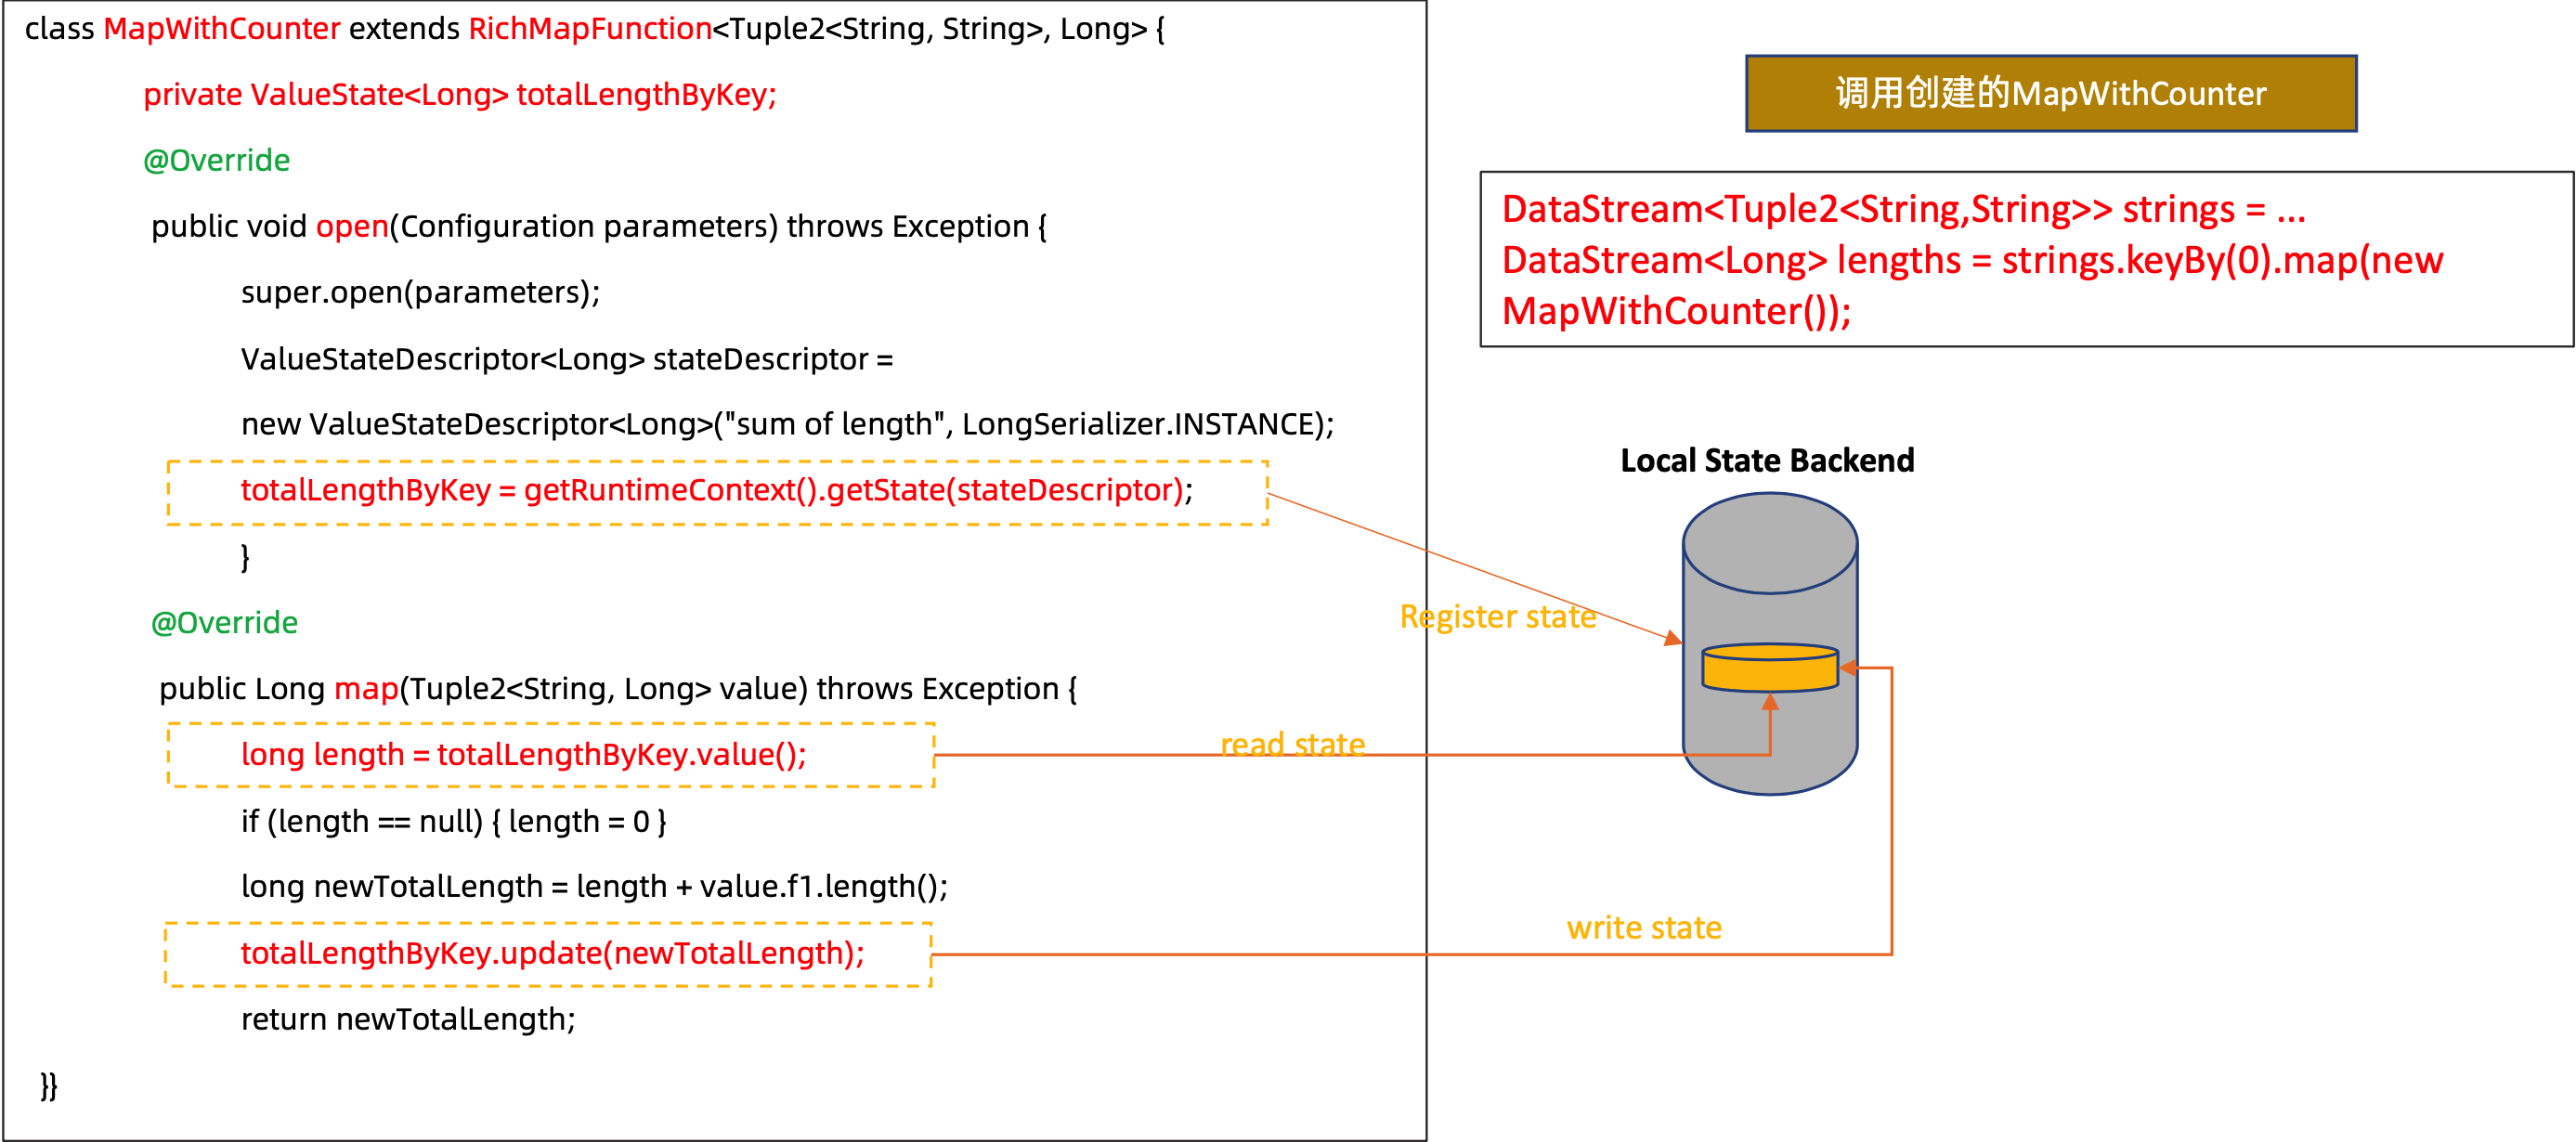 class MapWithCounter extends RichMapFunction<Tuple2<String, String>, Long> {
private ValueState<Long> totalLengthByKey;
@Override
public void open(Configuration parameters) throws Exception {
super.open(parameters);
ValueStateDescriptor<Long> stateDescriptor =
new ValueStateDescriptor<Long>("sum of length", LongSerializer.INSTANCE);
totalLengthByKey = getRuntimeContext().getState(stateDescriptor);
}
@Override
public Long map(Tuple2<String, Long> value) throws Exception {
long length = totalLengthByKey.value();
if (length == null) { length = 0 }
long newTotalLength = length + value.f1.length();
totalLengthByKey.update(newTotalLength);
return newTotalLength;
}}
调用创建的MapWithCounter
DataStream<Tuple2<String,String>> strings = ...
DataStream<Long> lengths = strings.keyBy(0).map(new
MapWithCounter());
Local State Backend
Register state
read state
write state